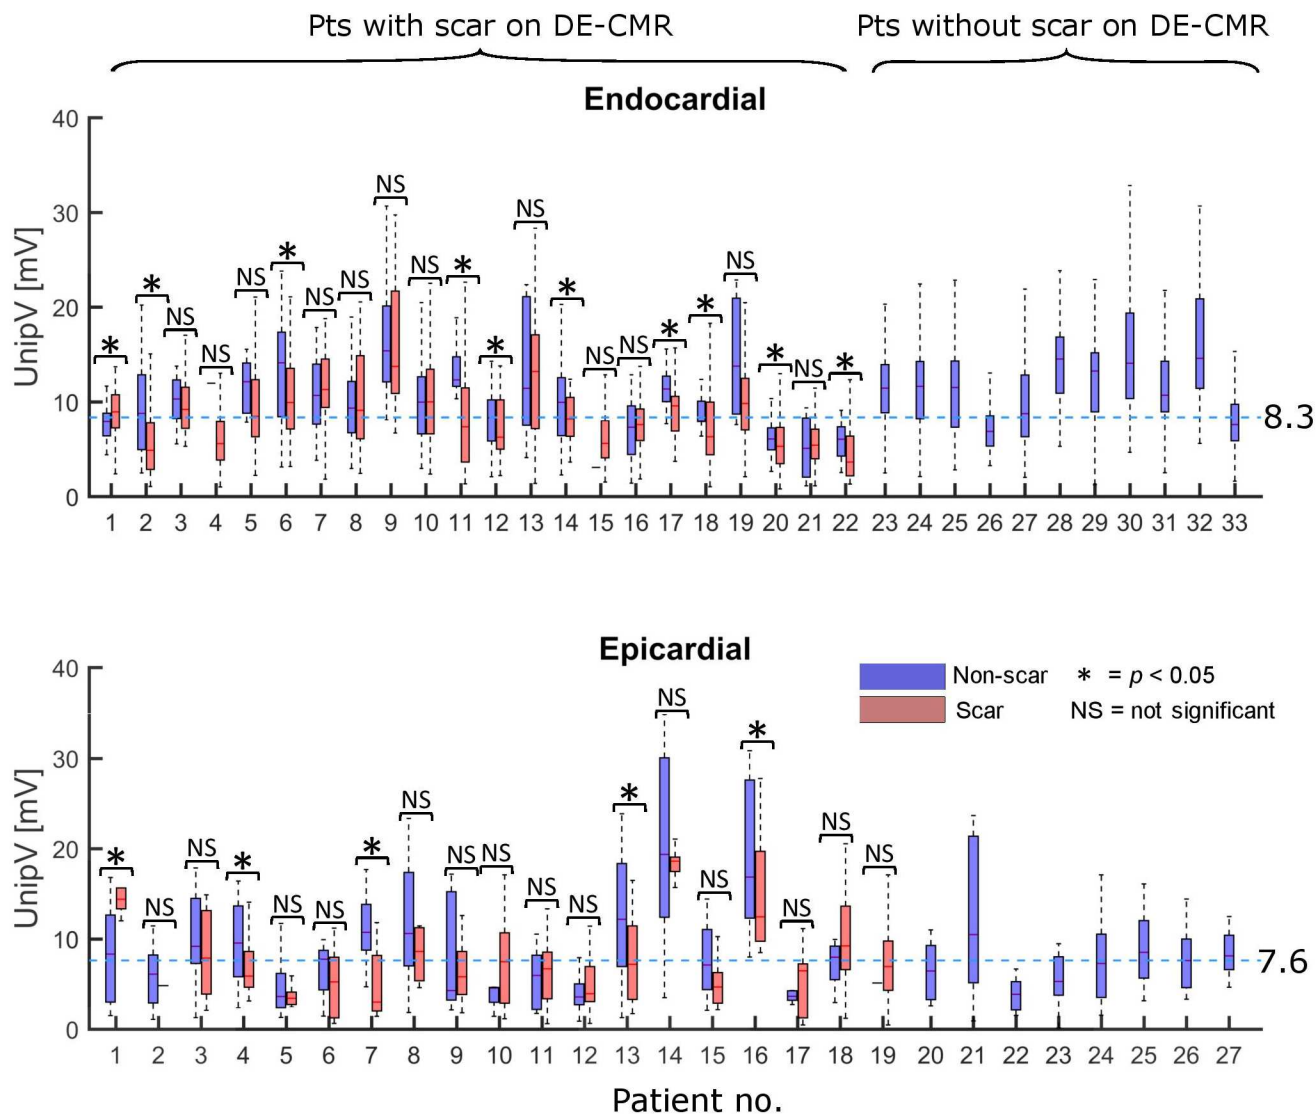 Pts with scar on DE-CMR Pts without scar on DE-CMR
Endocardial
40
30
20
10
0
UnipV [mV]
* * NS NS NS * NS NS NS NS * * NS * NS NS * * NS * NS *
8.3
1 2 3 4 5 6 7 8 9 10 11 12 13 14 15 16 17 18 19 20 21 22 23 24 25 26 27 28 29 30 31 32 33
Epicardial
40
30
20
10
0
UnipV [mV]
Non-scar * = p < 0.05
Scar NS = not significant
* NS NS * NS NS * NS NS NS NS NS * NS NS * NS NS NS
7.6
1 2 3 4 5 6 7 8 9 10 11 12 13 14 15 16 17 18 19 20 21 22 23 24 25 26 27
Patient no.